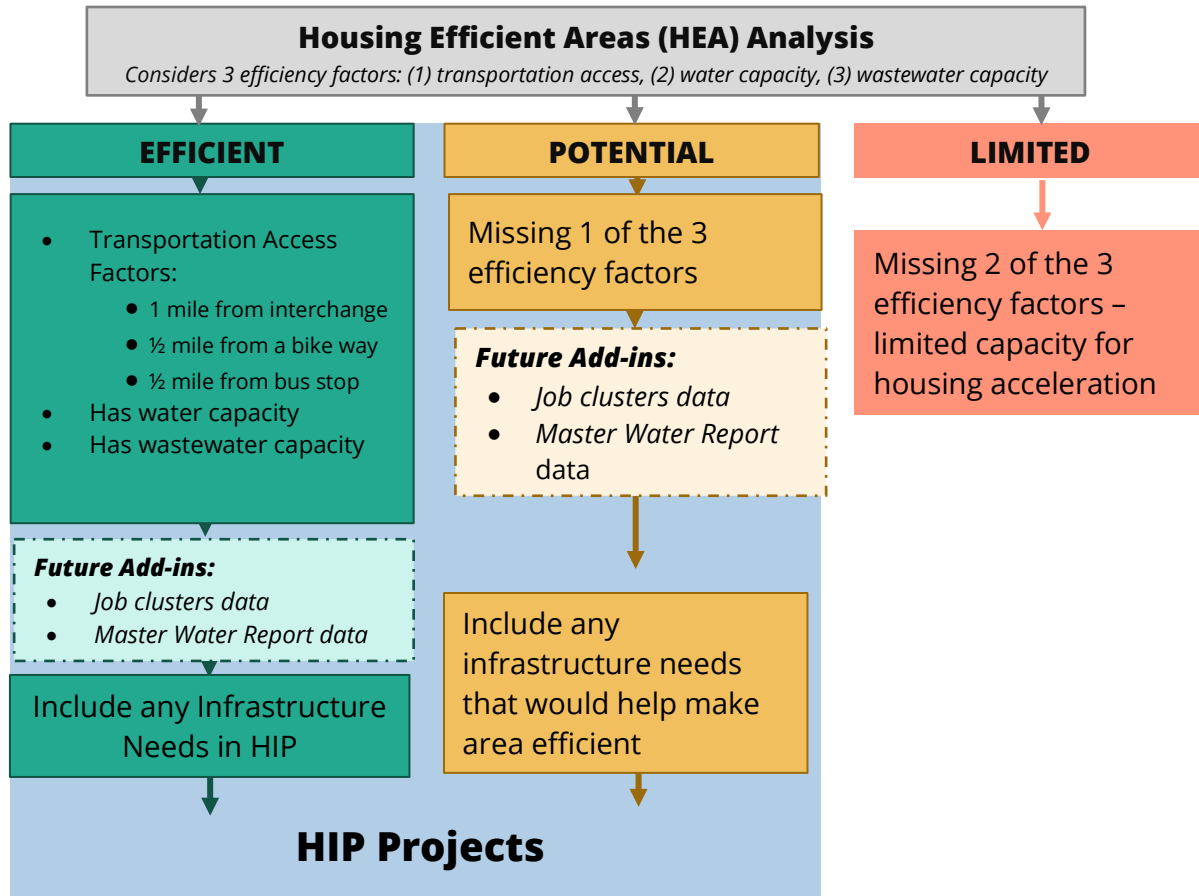 Housing Efficient Areas (HEA) Analysis
Considers 3 efficiency factors: (1) transportation access, (2) water capacity, (3) wastewater capacity
EFFICIENT
• Transportation Access
Factors:
• 1 mile from interchange
• ½ mile from a bike way
• ½ mile from bus stop
• Has water capacity
• Has wastewater capacity
Future Add-ins:
• Job clusters data
• Master Water Report data
Include any Infrastructure
Needs in HIP
POTENTIAL
Missing 1 of the 3
efficiency factors
Future Add-ins:
• Job clusters data
• Master Water Report
data
Include any
infrastructure needs
that would help make
area efficient
LIMITED
Missing 2 of the 3
efficiency factors –
limited capacity for
housing acceleration
HIP Projects